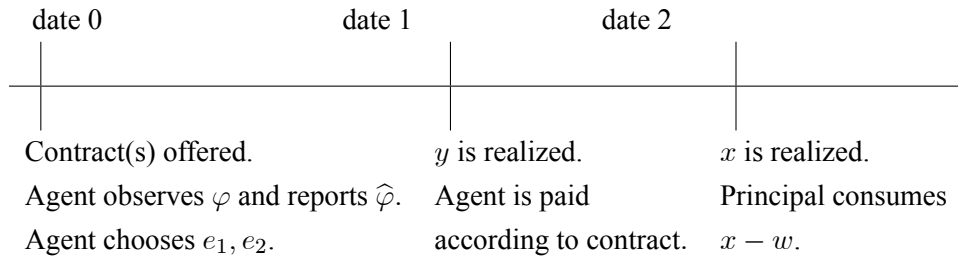 date 0 date 1 date 2
Contract(s) offered. y is realized. x is realized.
Agent observes φ and reports φ̂. Agent is paid Principal consumes
Agent chooses e₁, e₂. according to contract. x − w.